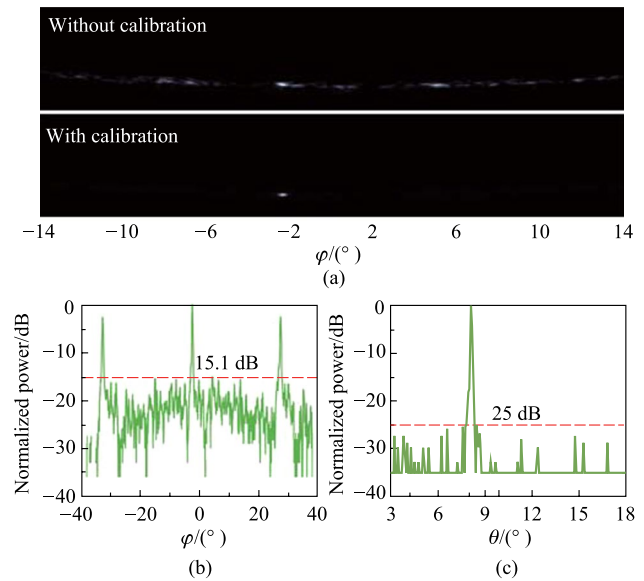 Without calibration
With calibration
−14 −10 −6 −2 2 6 10 14
φ/(° )
(a)
0
−10
−20
−30
−40
Normalized power/dB
15.1 dB
−40 −20 0 20 40
φ/(° )
(b)
0
−10
−20
−30
−40
Normalized power/dB
25 dB
3 6 9 12 15 18
θ/(° )
(c)